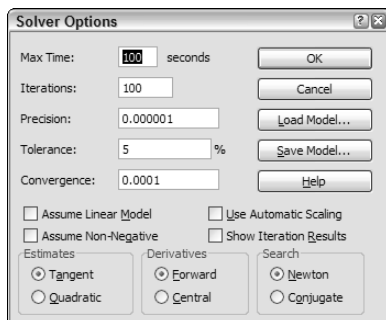 Solver Options
Max Time: 100 seconds OK
Iterations: 100 Cancel
Precision: 0.000001 Load Model...
Tolerance: 5 % Save Model...
Convergence: 0.0001 Help
Assume Linear Model Use Automatic Scaling
Assume Non-Negative Show Iteration Results
Estimates Derivatives Search
Tangent Forward Newton
Quadratic Central Conjugate